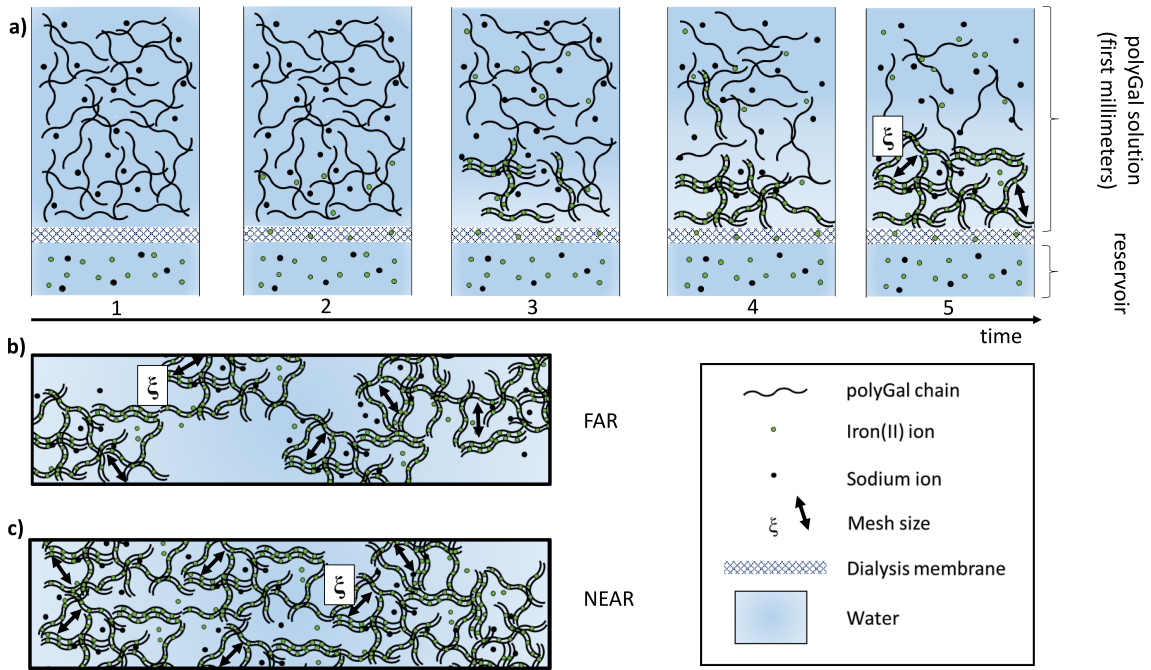 a)
polyGal solution
(first millimeters)
ξ
reservoir
1 2 3 4 5
time
b)
ξ
FAR
c)
ξ
NEAR
polyGal chain
Iron(II) ion
Sodium ion
ξ Mesh size
Dialysis membrane
Water